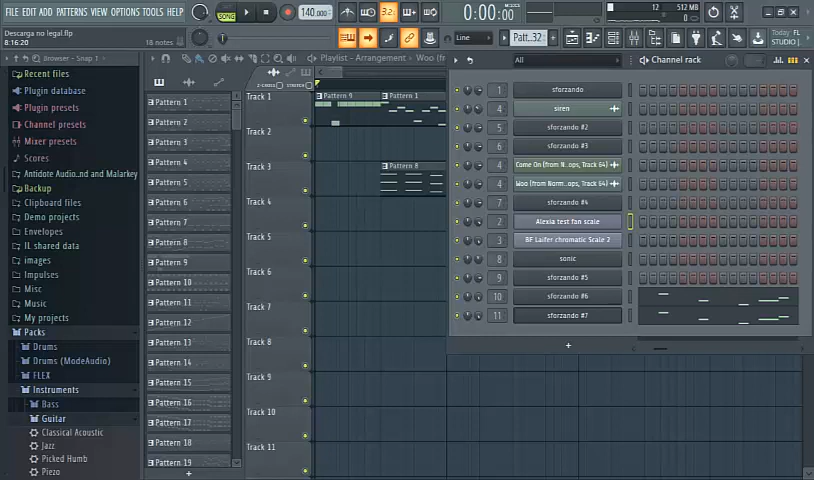 FILE EDIT ADD PATTERNS VIEW OPTIONS TOOLS HELP
SONG
140.000
3.2
0:00:00
12
512 MB
0
Descarga no legal.flp
8:16:20
18 notes
Line
Patt..32
Today
FL
STUDIO |
Browser - Snap 1
Playlist - Arrangement
Woo (fr
All
Channel rack
Recent files
Plugin database
Plugin presets
Channel presets
Mixer presets
Scores
Antidote Audio..nd and Malarkey
Backup
Clipboard files
Demo projects
Envelopes
IL shared data
images
Impulses
Misc
Music
My projects
Packs
Drums
Drums (ModeAudio)
FLEX
Instruments
Bass
Guitar
Classical Acoustic
Jazz
Picked Humb
Piezo
Pattern 1
Pattern 2
Pattern 3
Pattern 4
Pattern 5
Pattern 6
Pattern 7
Pattern 8
Pattern 9
Pattern 10
Pattern 11
Pattern 12
Pattern 13
Pattern 14
Pattern 15
Pattern 16
Pattern 17
Pattern 18
Pattern 19
Z-CROSS
STRETCH
1
Track 1
Pattern 9
Pattern 1
Track 2
Track 3
Pattern 8
Track 4
Track 5
Track 6
Track 7
Track 8
Track 9
Track 10
Track 11
1 sforzando
4 siren
5 sforzando #2
6 sforzando #3
4 Come On (from N..ops, Track 64)
4 Woo (from Norm..ops, Track 64)
7 sforzando #4
2 Alexia test fan scale
3 BF Laifer chromatic Scale 2
8 sonic
9 sforzando #5
10 sforzando #6
11 sforzando #7
+
+